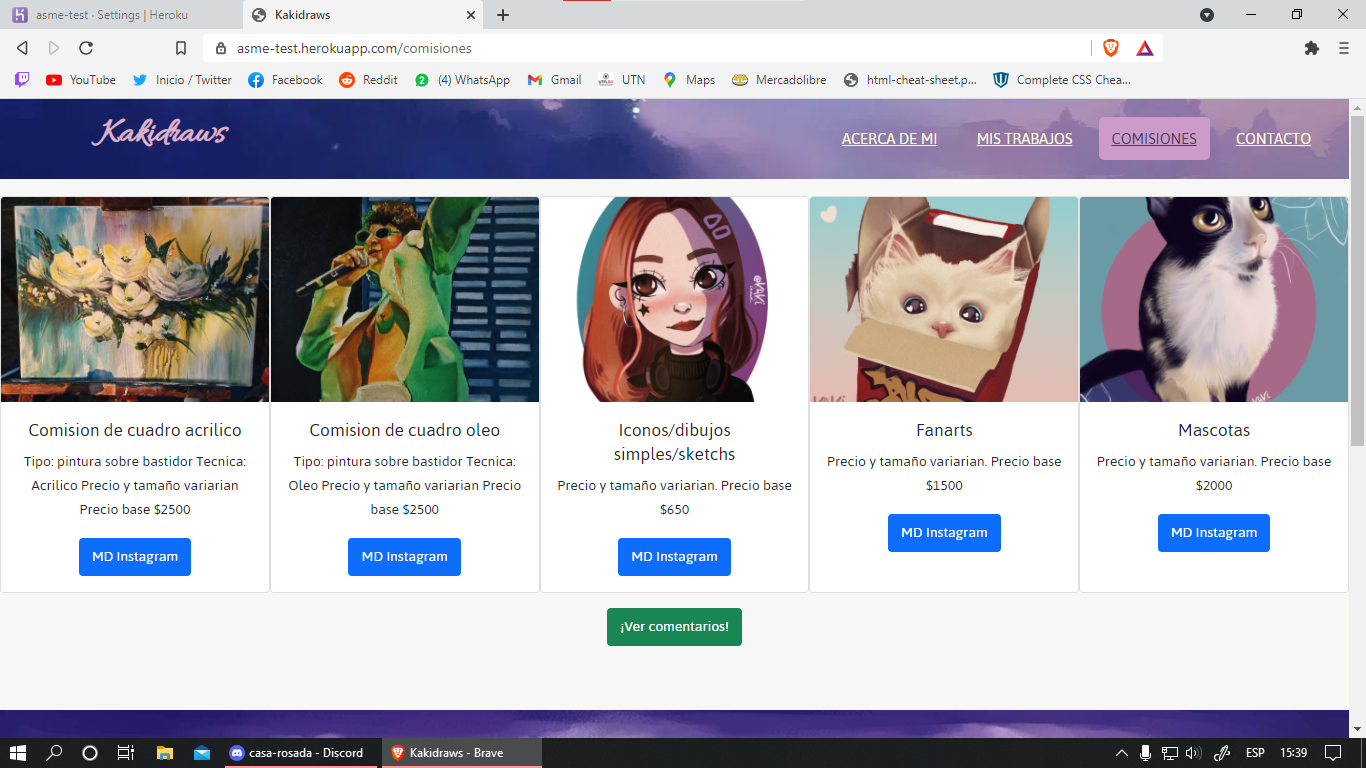 asme-test · Settings | Heroku
Kakidraws
asme-test.herokuapp.com/comisiones
YouTube
Inicio / Twitter
Facebook
Reddit
2
(4) WhatsApp
Gmail
UTN
Maps
Mercadolibre
html-cheat-sheet.p...
Complete CSS Chea...
Kakidraws
ACERCA DE MI
MIS TRABAJOS
COMISIONES
CONTACTO
Comision de cuadro acrilico
Tipo: pintura sobre bastidor Tecnica:
Acrilico Precio y tamaño variarian
Precio base $2500
MD Instagram
Comision de cuadro oleo
Tipo: pintura sobre bastidor Tecnica:
Oleo Precio y tamaño variarian Precio
base $2500
MD Instagram
Iconos/dibujos
simples/sketchs
Precio y tamaño variarian. Precio base
$650
MD Instagram
Fanarts
Precio y tamaño variarian. Precio base
$1500
MD Instagram
Mascotas
Precio y tamaño variarian. Precio base
$2000
MD Instagram
¡Ver comentarios!
casa-rosada - Discord
Kakidraws - Brave
ESP
15:39